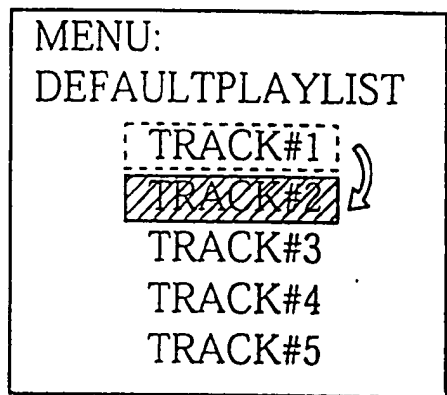 MENU:
DEFAULTPLAYLIST
TRACK#1
TRACK#2
TRACK#3
TRACK#4
TRACK#5